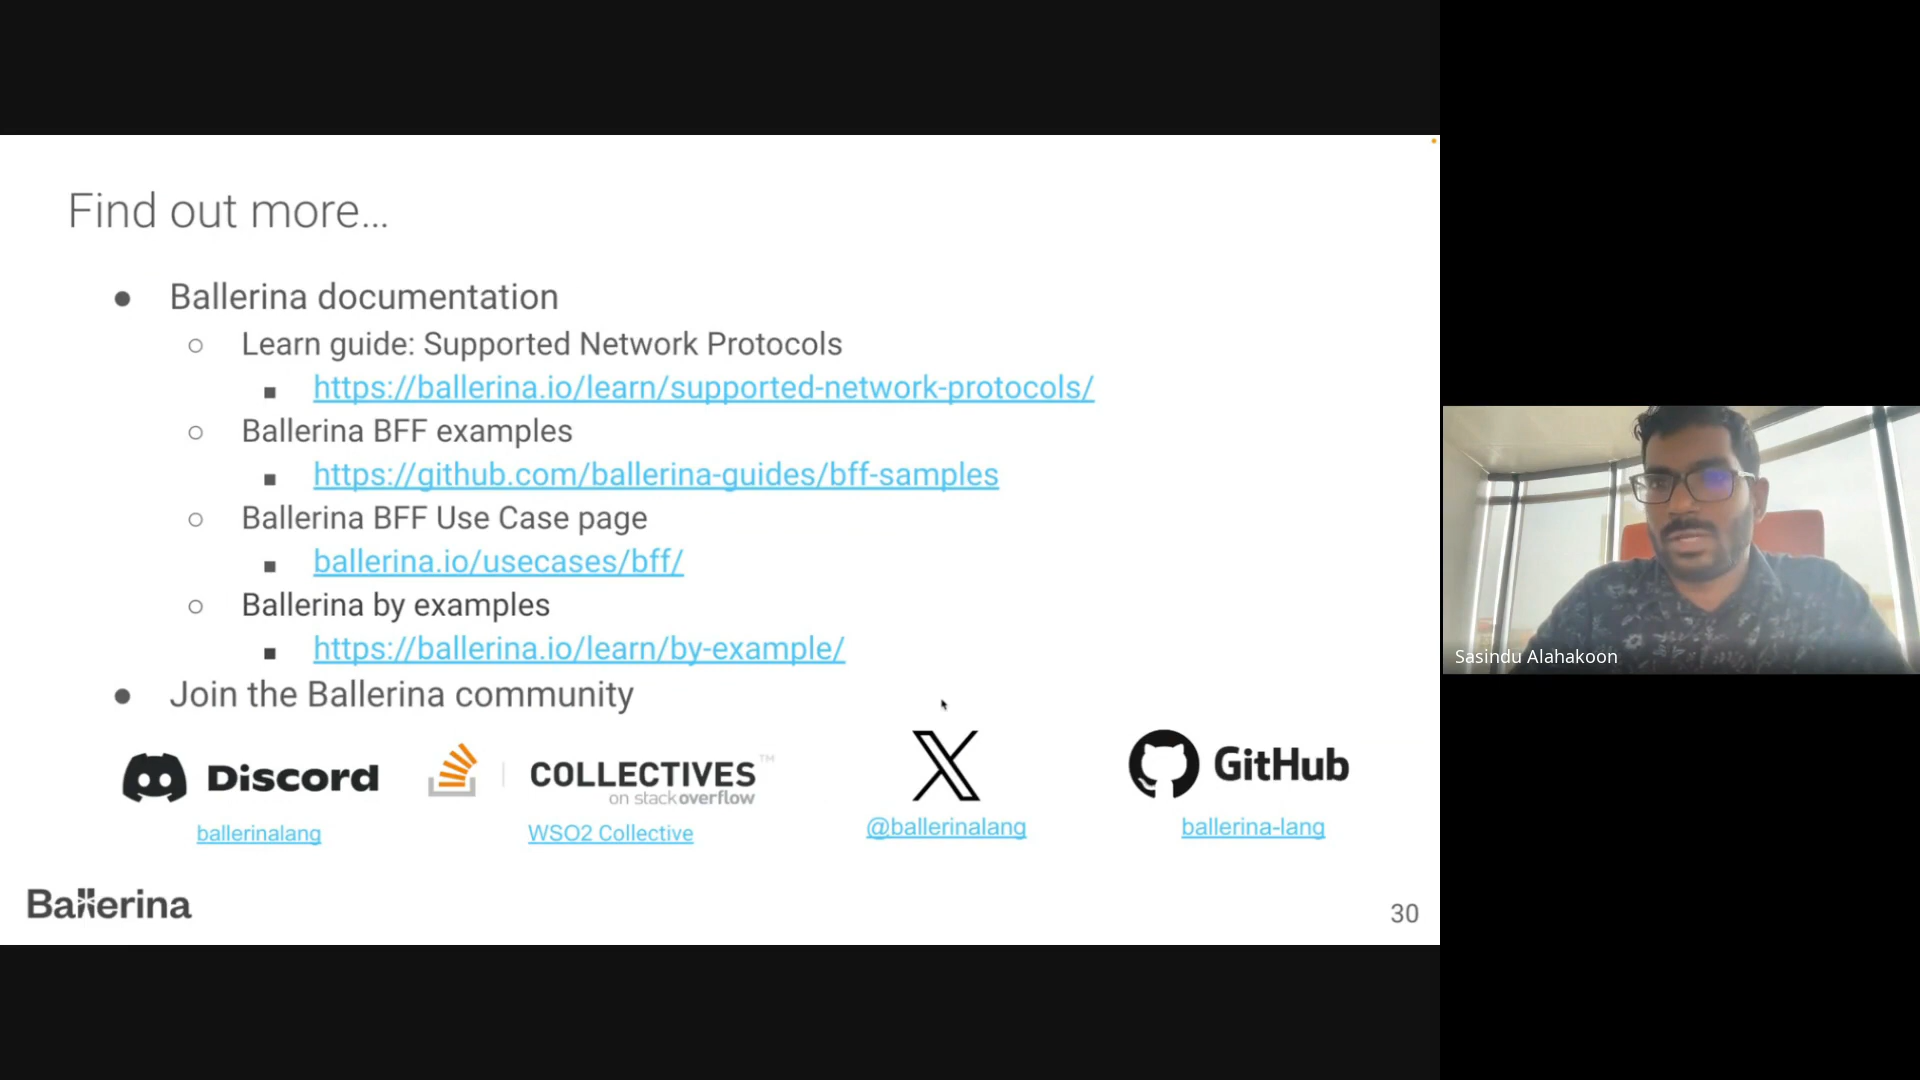 Find out more...
● Ballerina documentation
○ Learn guide: Supported Network Protocols
■ https://ballerina.io/learn/supported-network-protocols/
○ Ballerina BFF examples
■ https://github.com/ballerina-guides/bff-samples
○ Ballerina BFF Use Case page
■ ballerina.io/usecases/bff/
○ Ballerina by examples
■ https://ballerina.io/learn/by-example/
● Join the Ballerina community
Discord
ballerinalang
COLLECTIVES™
on stackoverflow
WSO2 Collective
@ballerinalang
GitHub
ballerina-lang
Ballerina
30
Sasindu Alahakoon